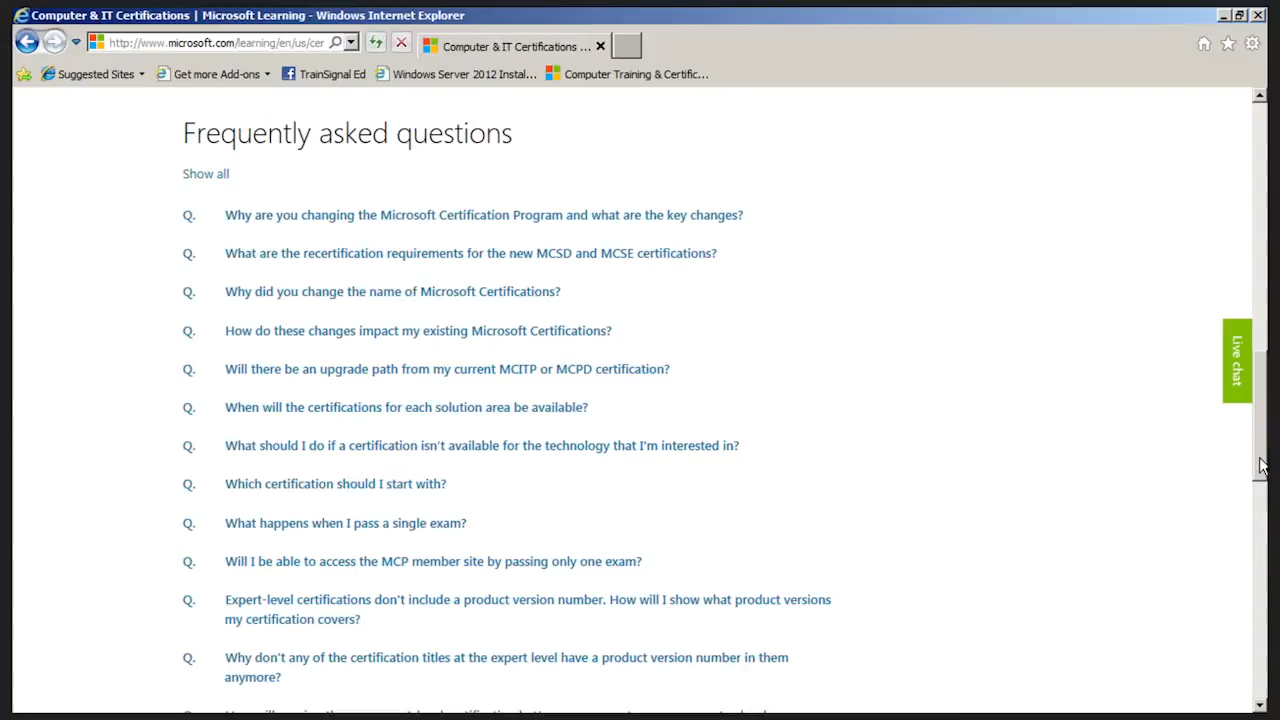 Computer & IT Certifications | Microsoft Learning - Windows Internet Explorer
http://www.microsoft.com/learning/en/us/cer
Computer & IT Certifications ...
Suggested Sites
Get more Add-ons
TrainSignal Ed
Windows Server 2012 Instal...
Computer Training & Certific...
Frequently asked questions
Show all
Q. Why are you changing the Microsoft Certification Program and what are the key changes?
Q. What are the recertification requirements for the new MCSD and MCSE certifications?
Q. Why did you change the name of Microsoft Certifications?
Q. How do these changes impact my existing Microsoft Certifications?
Live chat
Q. Will there be an upgrade path from my current MCITP or MCPD certification?
Q. When will the certifications for each solution area be available?
Q. What should I do if a certification isn't available for the technology that I'm interested in?
Q. Which certification should I start with?
Q. What happens when I pass a single exam?
Q. Will I be able to access the MCP member site by passing only one exam?
Q. Expert-level certifications don't include a product version number. How will I show what product versions
my certification covers?
Q. Why don't any of the certification titles at the expert level have a product version number in them
anymore?